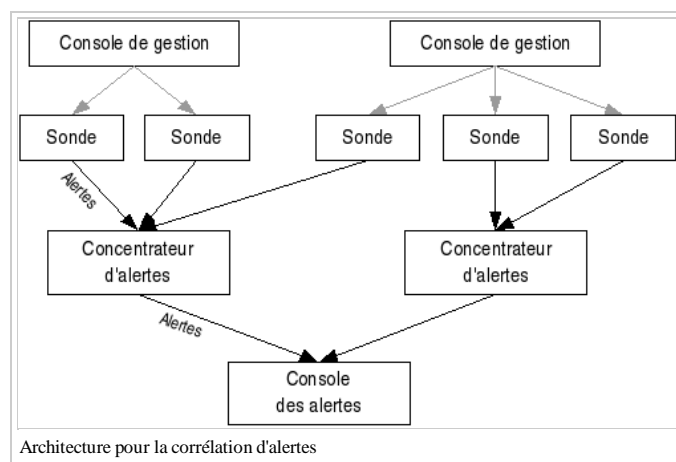 Console de gestion
Console de gestion
Sonde
Sonde
Sonde
Sonde
Sonde
Alertes
Concentrateur
d'alertes
Concentrateur
d'alertes
Alertes
Console
des alertes
Architecture pour la corrélation d'alertes